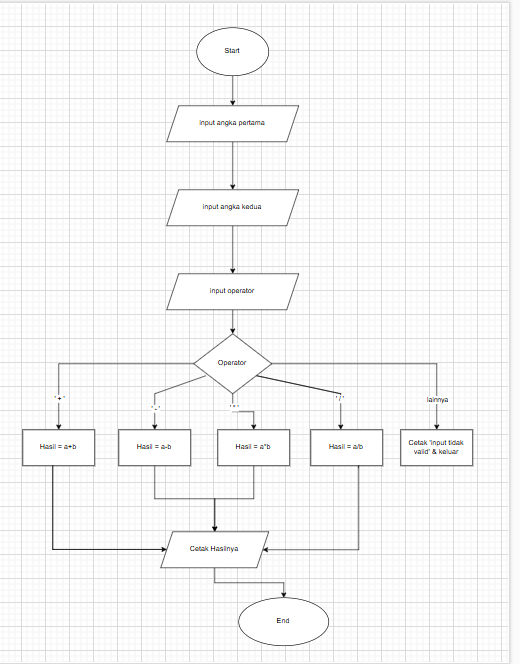 Start
input angka pertama
input angka kedua
input operator
Operator
'+'
'-'
'*'
'/'
lainnya
Hasil = a+b
Hasil = a-b
Hasil = a*b
Hasil = a/b
Cetak 'input tidak
valid' & keluar
Cetak Hasilnya
End